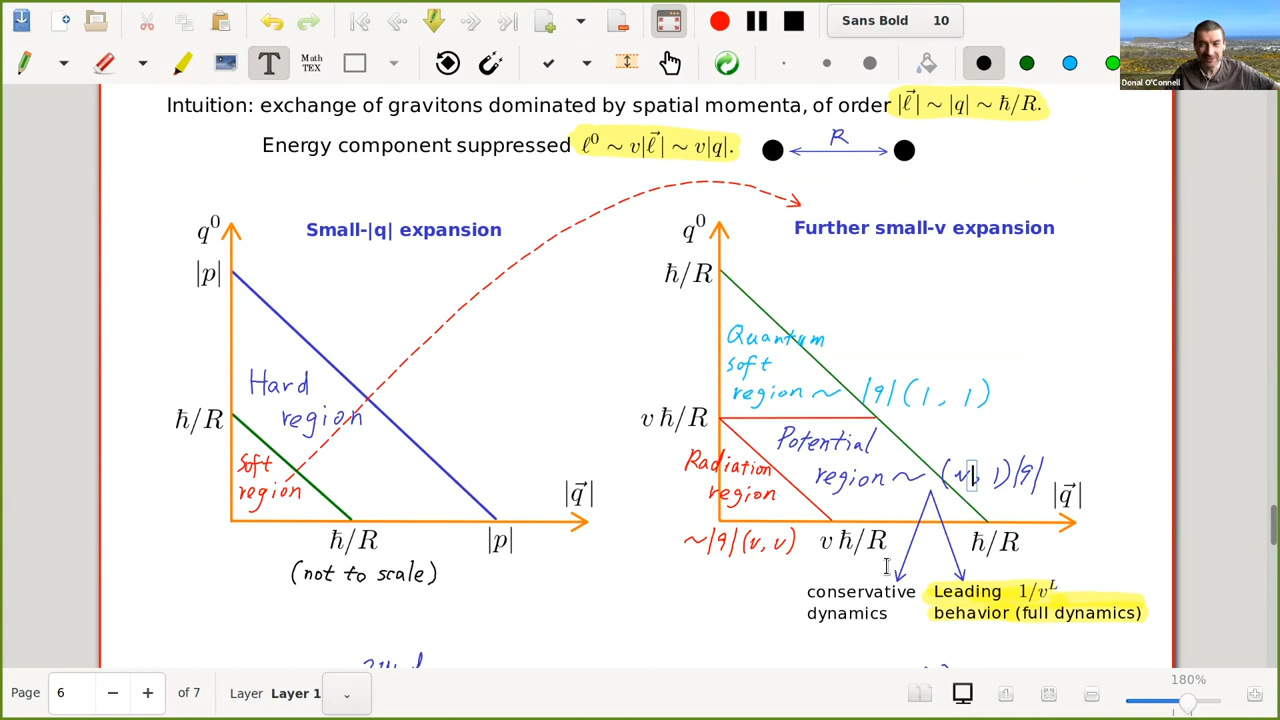 Sans Bold 10
Math
TEX
Donal O'Connell
Intuition: exchange of gravitons dominated by spatial momenta, of order |ℓ⃗| ∼ |q| ∼ ħ/R.
Energy component suppressed ℓ⁰ ∼ v|ℓ⃗| ∼ v|q|.
R
Small-|q| expansion
q⁰
|p|
Hard
region
ħ/R
Soft
region
|q⃗|
ħ/R
|p|
(not to scale)
Further small-v expansion
q⁰
ħ/R
Quantum
soft
region ∼ |q|(1, 1)
v ħ/R
Potential
region ∼ (v, 1)|q|
Radiation
region
|q⃗|
∼|q|(v, v)
v ħ/R
ħ/R
conservative
dynamics
Leading 1/vᴸ
behavior (full dynamics)
Page 6 of 7 Layer Layer 1
180%